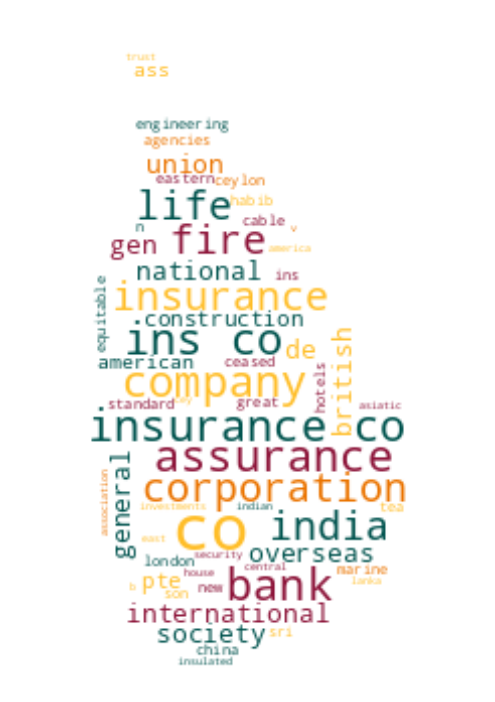 trust
ass
engineering
agencies
union
eastern ceylon
life habib
n cable v
gen fire america
national ins
equitable insurance
construction
ins co de british
american ceased
company hotels
standard day great asiatic
insurance co
assurance
general corporation
association investments indian tea
co india
east security overseas
london house central marine
b pte son new bank lanka
international
society sri
china
insulated